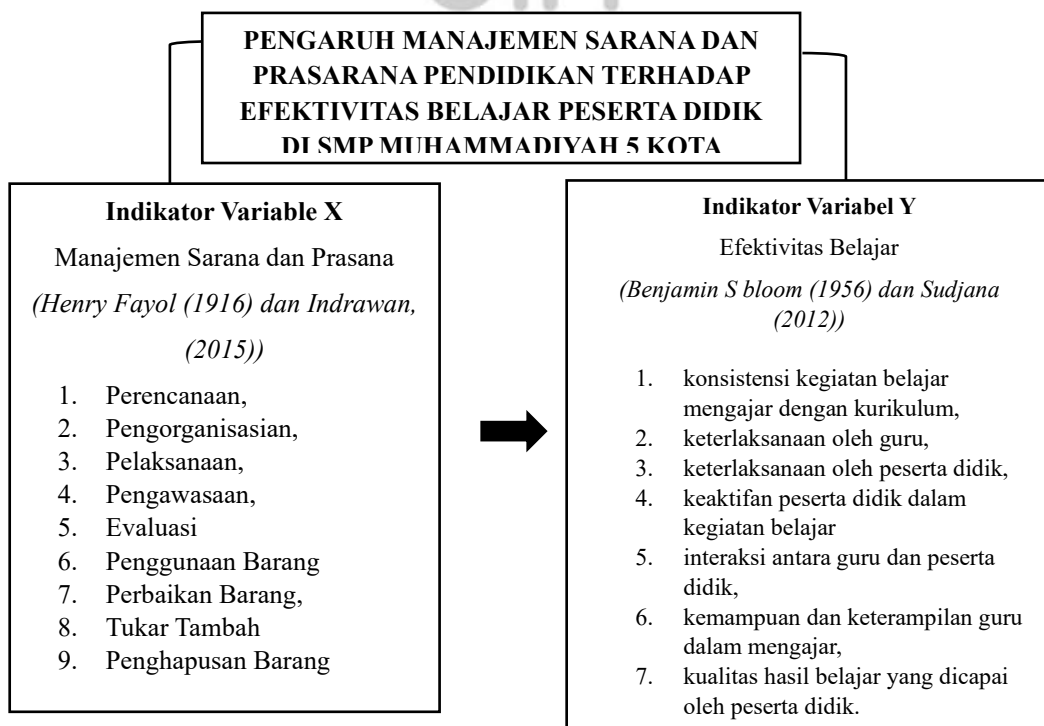 PENGARUH MANAJEMEN SARANA DAN
PRASARANA PENDIDIKAN TERHADAP
EFEKTIVITAS BELAJAR PESERTA DIDIK
DI SMP MUHAMMADIYAH 5 KOTA
Indikator Variable X
Manajemen Sarana dan Prasana
(Henry Fayol (1916) dan Indrawan,
(2015))
1. Perencanaan,
2. Pengorganisasian,
3. Pelaksanaan,
4. Pengawasaan,
5. Evaluasi
6. Penggunaan Barang
7. Perbaikan Barang,
8. Tukar Tambah
9. Penghapusan Barang
Indikator Variabel Y
Efektivitas Belajar
(Benjamin S bloom (1956) dan Sudjana
(2012))
1. konsistensi kegiatan belajar
mengajar dengan kurikulum,
2. keterlaksanaan oleh guru,
3. keterlaksanaan oleh peserta didik,
4. keaktifan peserta didik dalam
kegiatan belajar
5. interaksi antara guru dan peserta
didik,
6. kemampuan dan keterampilan guru
dalam mengajar,
7. kualitas hasil belajar yang dicapai
oleh peserta didik.